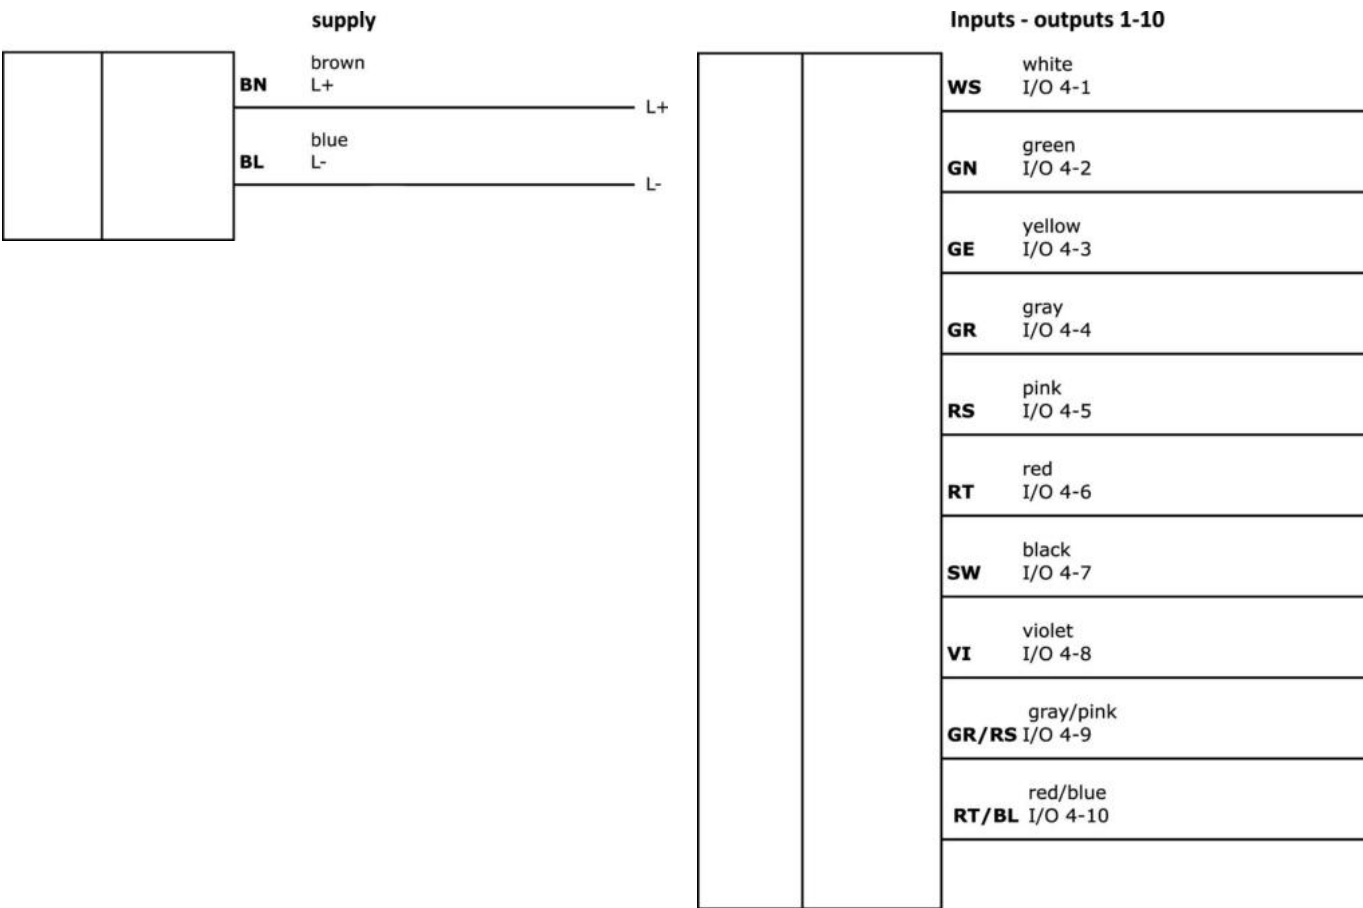 supply
BN
brown
L+
L+
BL
blue
L-
L-
Inputs - outputs 1-10
white
WS I/O 4-1
green
GN I/O 4-2
yellow
GE I/O 4-3
gray
GR I/O 4-4
pink
RS I/O 4-5
red
RT I/O 4-6
black
SW I/O 4-7
violet
VI I/O 4-8
gray/pink
GR/RS I/O 4-9
red/blue
RT/BL I/O 4-10